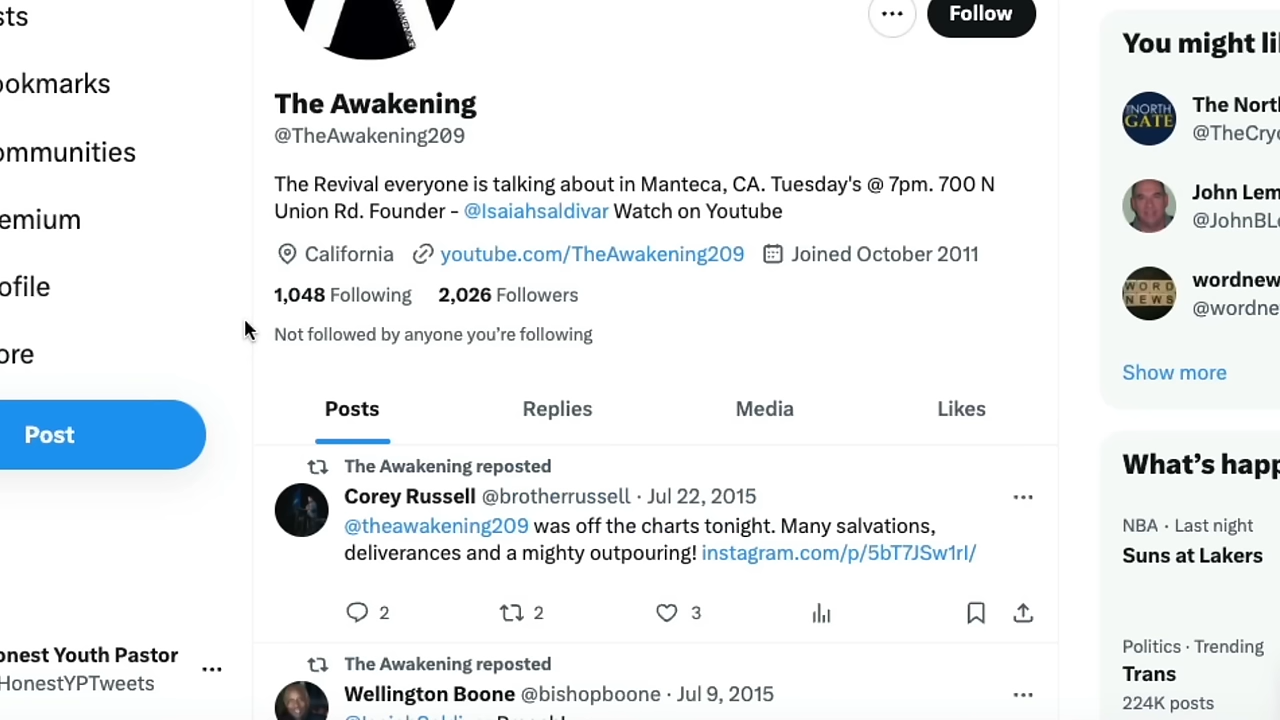 sts
ookmarks
ommunities
emium
ofile
ore
Post
onest Youth Pastor
HonestYPTweets
Follow
The Awakening
@TheAwakening209
The Revival everyone is talking about in Manteca, CA. Tuesday's @ 7pm. 700 N
Union Rd. Founder - @Isaiahsaldivar Watch on Youtube
California youtube.com/TheAwakening209 Joined October 2011
1,048 Following 2,026 Followers
Not followed by anyone you're following
Posts Replies Media Likes
The Awakening reposted
Corey Russell @brotherrussell · Jul 22, 2015
@theawakening209 was off the charts tonight. Many salvations,
deliverances and a mighty outpouring! instagram.com/p/5bT7JSw1rI/
2 2 3
The Awakening reposted
Wellington Boone @bishopboone · Jul 9, 2015
You might li
NORTH
GATE
The Nort
@TheCry
John Lem
@JohnBL
WORD
NEWS
wordnew
@wordne
Show more
What's happ
NBA · Last night
Suns at Lakers
Politics · Trending
Trans
224K posts